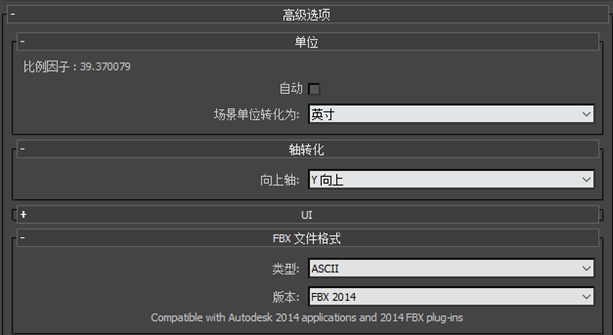 高级选项
单位
比例因子 : 39.370079
自动
场景单位转化为: 英寸
轴转化
向上轴: Y 向上
UI
FBX 文件格式
类型: ASCII
版本: FBX 2014
Compatible with Autodesk 2014 applications and 2014 FBX plug-ins